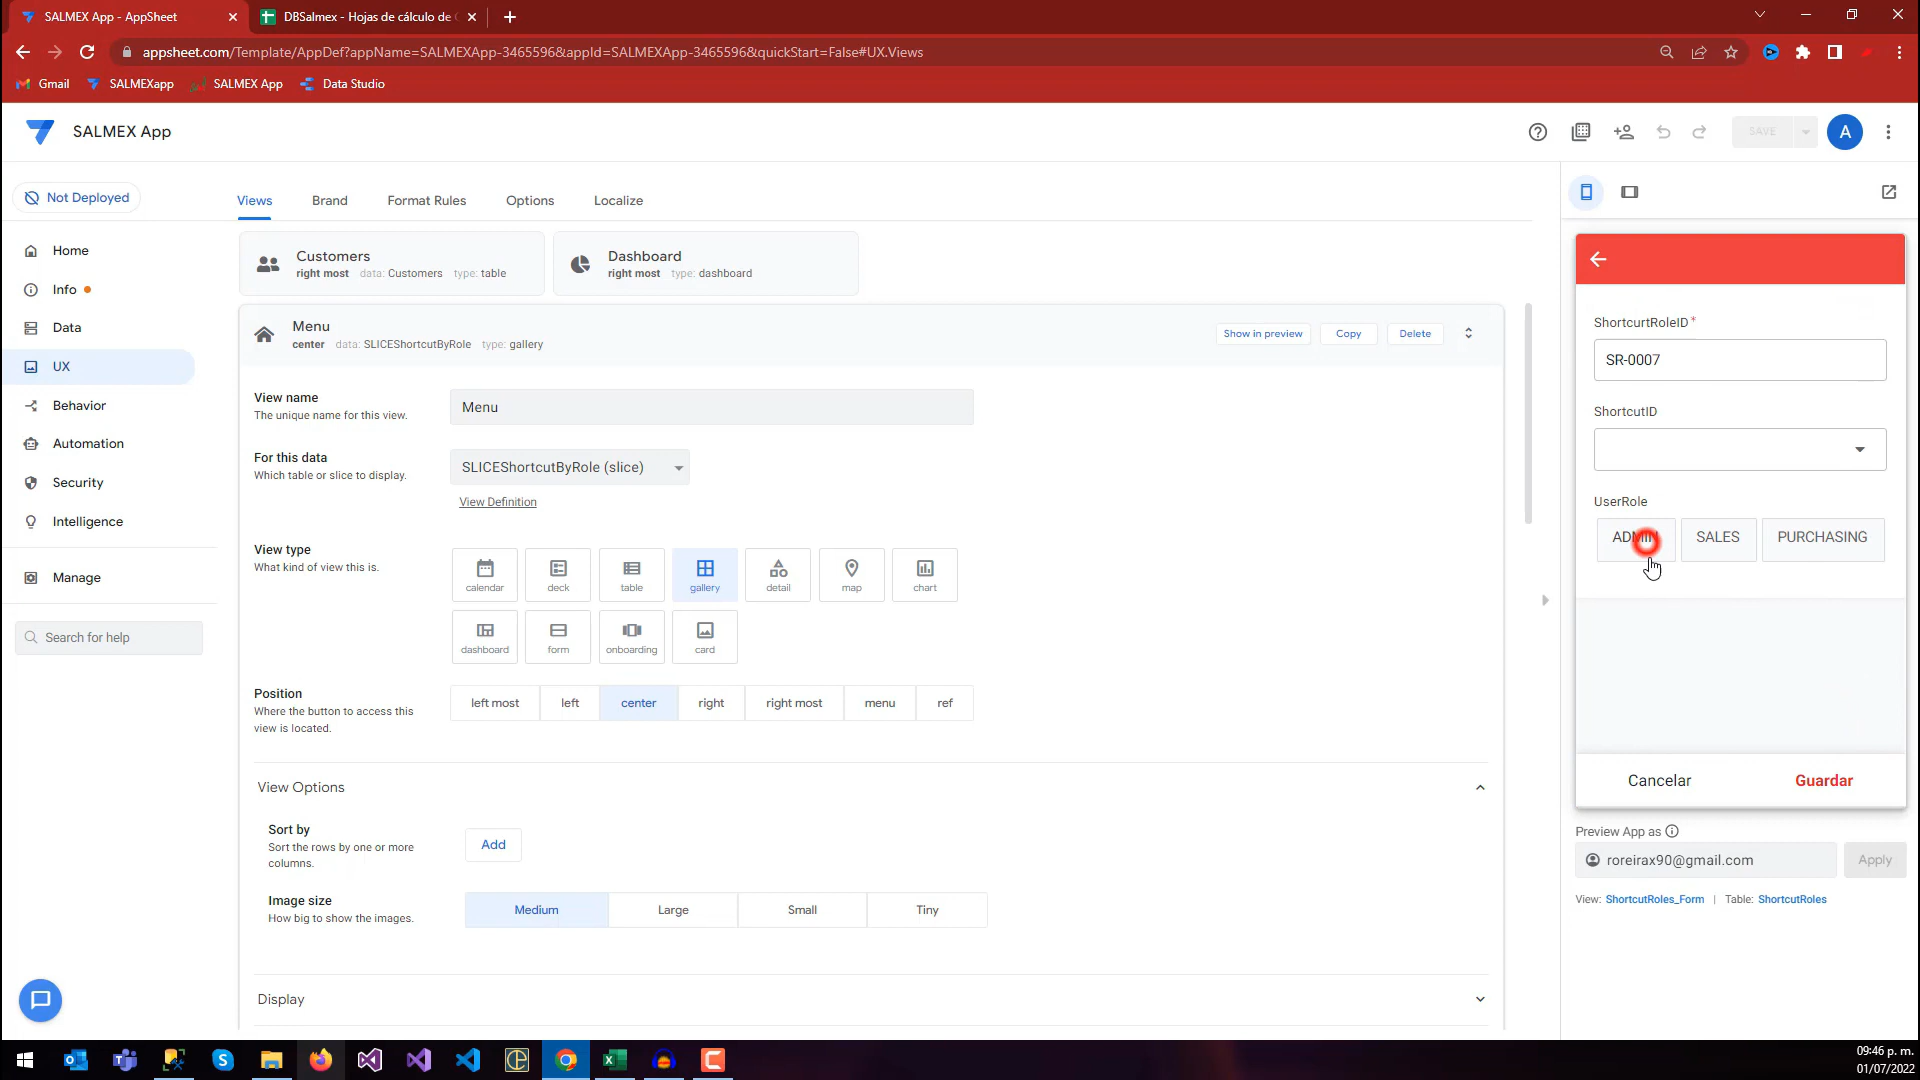 SALMEX App - AppSheet
DBSalmex - Hojas de cálculo de
appsheet.com/Template/AppDef?appName=SALMEXApp-3465596&appId=SALMEXApp-3465596&quickStart=False#UX.Views
Gmail
SALMEXapp
SALMEX App
Data Studio
SALMEX App
SAVE
A
Not Deployed
Home
Info
Data
UX
Behavior
Automation
Security
Intelligence
Manage
Search for help
Views
Brand
Format Rules
Options
Localize
Customers
right most data: Customers type: table
Dashboard
right most type: dashboard
Menu
center data: SLICEShortcutByRole type: gallery
Show in preview
Copy
Delete
View name
The unique name for this view.
Menu
For this data
Which table or slice to display.
SLICEShortcutByRole (slice)
View Definition
View type
What kind of view this is.
calendar
deck
table
gallery
detail
map
chart
dashboard
form
onboarding
card
Position
Where the button to access this
view is located.
left most
left
center
right
right most
menu
ref
View Options
Sort by
Sort the rows by one or more
columns.
Add
Image size
How big to show the images.
Medium
Large
Small
Tiny
Display
ShortcurtRoleID*
SR-0007
ShortcutID
UserRole
ADMIN
SALES
PURCHASING
Cancelar
Guardar
Preview App as
roreirax90@gmail.com
Apply
View: ShortcutRoles_Form | Table: ShortcutRoles
09:46 p. m.
01/07/2022